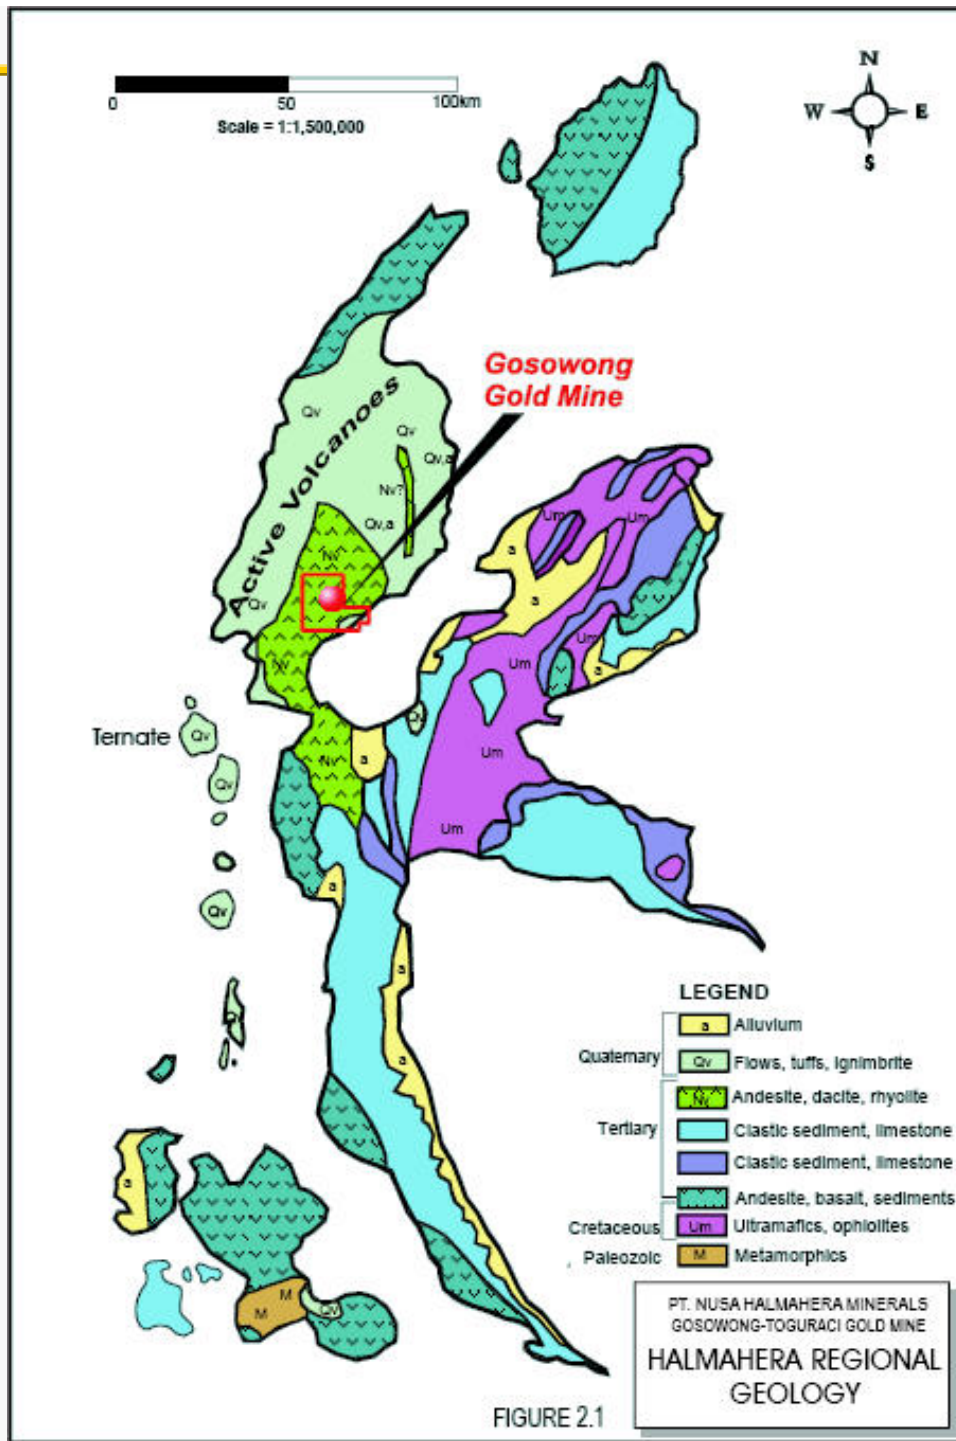 N
W E
S
0 50 100km
Scale = 1:1,500,000
Gosowong
Gold Mine
Active Volcanoes
Qv
Qv
Qv,a
Nv?
Qv,a
Nv
Qv
Nv
Um
Um
a
a
Um
Um
a
Ternate
Qv
Qv
Nv
a
Um
Um
Qv
a
Qv
a
a
LEGEND
Quaternary
a Alluvium
Qv Flows, tuffs, ignimbrite
Tertiary
Nv Andesite, dacite, rhyolite
Clastic sediment, limestone
Clastic sediment, limestone
Andesite, basalt, sediments
Cretaceous
Um Ultramafics, ophiolites
Paleozoic
M Metamorphics
a
M
M
Qv
PT. NUSA HALMAHERA MINERALS
GOSOWONG-TOGURACI GOLD MINE
HALMAHERA REGIONAL
GEOLOGY
FIGURE 2.1